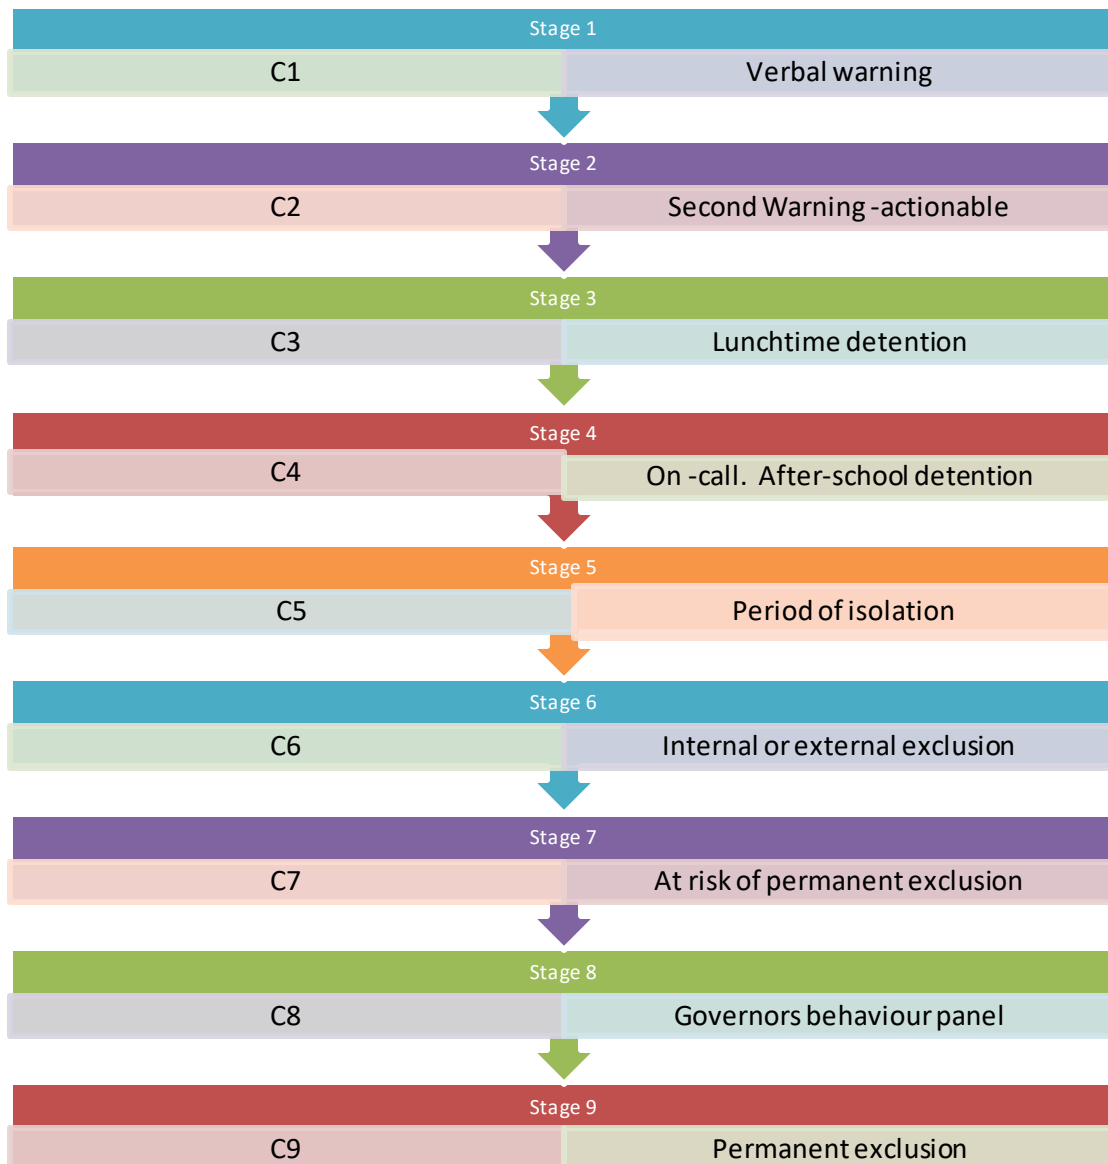 Stage 1
C1 Verbal warning
Stage 2
C2 Second Warning -actionable
Stage 3
C3 Lunchtime detention
Stage 4
C4 On -call. After-school detention
Stage 5
C5 Period of isolation
Stage 6
C6 Internal or external exclusion
Stage 7
C7 At risk of permanent exclusion
Stage 8
C8 Governors behaviour panel
Stage 9
C9 Permanent exclusion